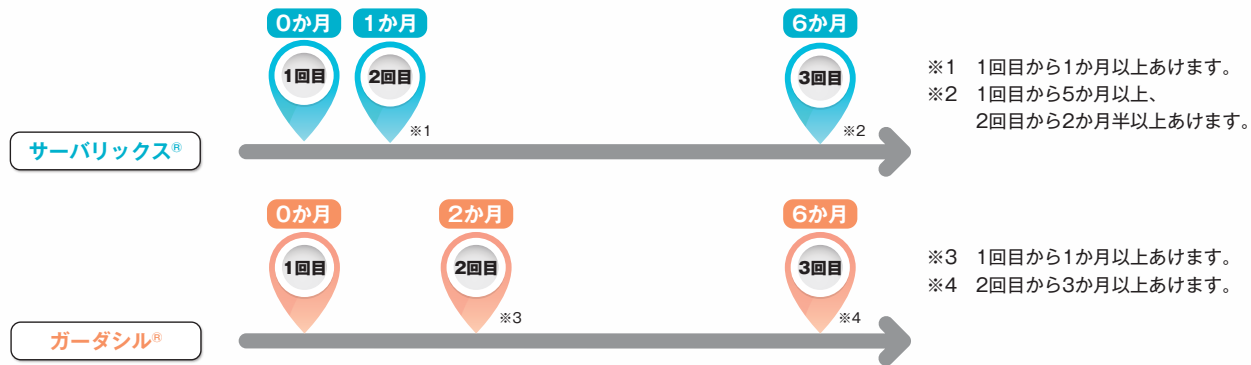 0か月 1か月 6か月
1回目 2回目 3回目
※1 ※2
サーバリックス®
※1 1回目から1か月以上あけます。
※2 1回目から5か月以上、
2回目から2か月半以上あけます。
0か月 2か月 6か月
1回目 2回目 3回目
※3 ※4
ガーダシル®
※3 1回目から1か月以上あけます。
※4 2回目から3か月以上あけます。